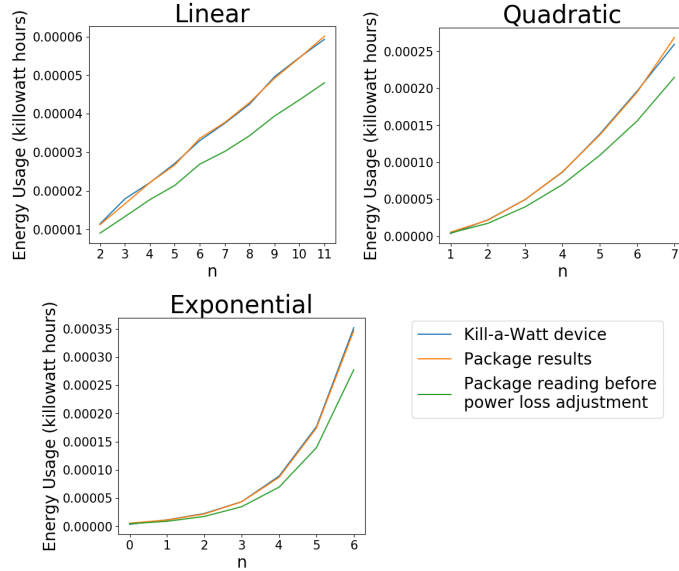 Linear
Energy Usage (killowatt hours)
0.00006
0.00005
0.00004
0.00003
0.00002
0.00001
2 3 4 5 6 7 8 9 10 11
n
Quadratic
Energy Usage (killowatt hours)
0.00025
0.00020
0.00015
0.00010
0.00005
0.00000
1 2 3 4 5 6 7
n
Exponential
Energy Usage (killowatt hours)
0.00035
0.00030
0.00025
0.00020
0.00015
0.00010
0.00005
0.00000
0 1 2 3 4 5 6
n
Kill-a-Watt device
Package results
Package reading before
power loss adjustment